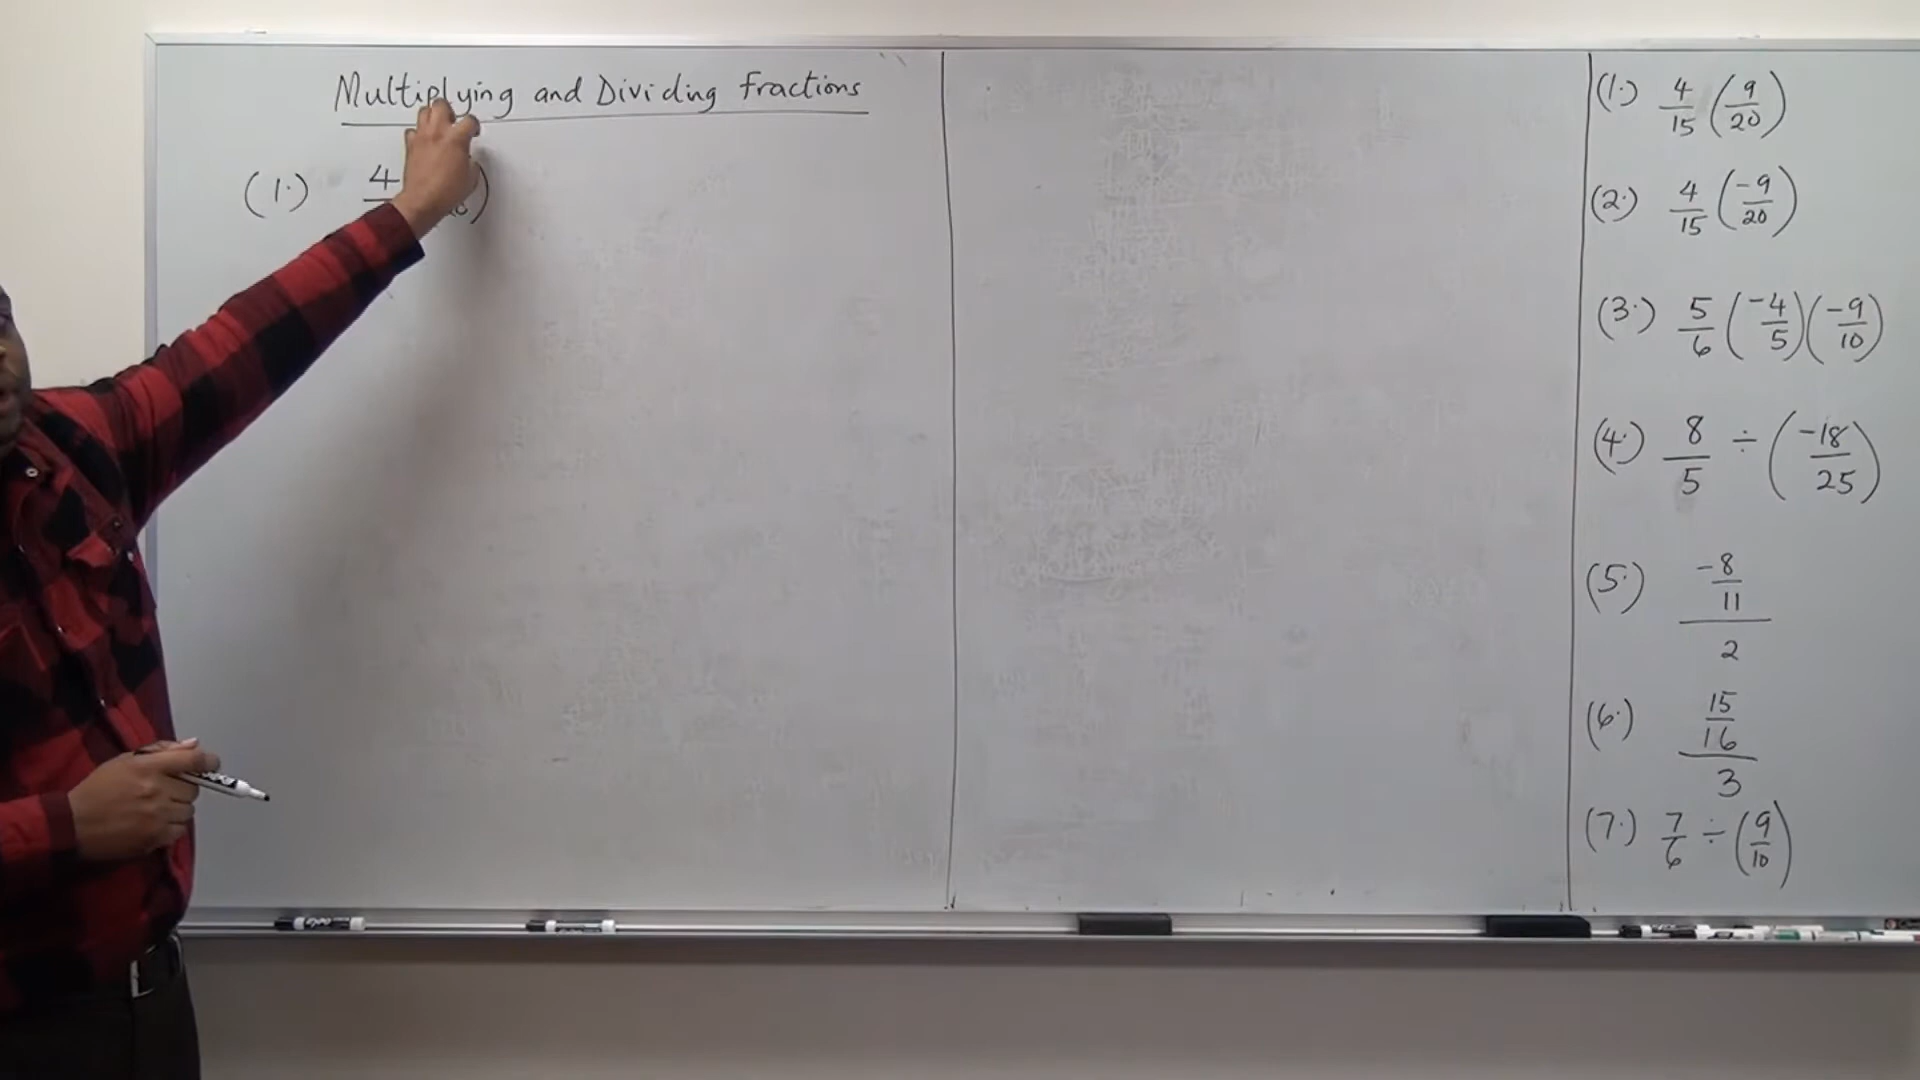 Multiplying and Dividing fractions
(1.) 4
(1.) 4/15 (9/20)
(2.) 4/15 (-9/20)
(3.) 5/6 (-4/5)(-9/10)
(4.) 8/5 ÷ (-18/25)
(5.) -8/11 / 2
(6.) 15/16 / 3
(7.) 7/6 ÷ (9/10)